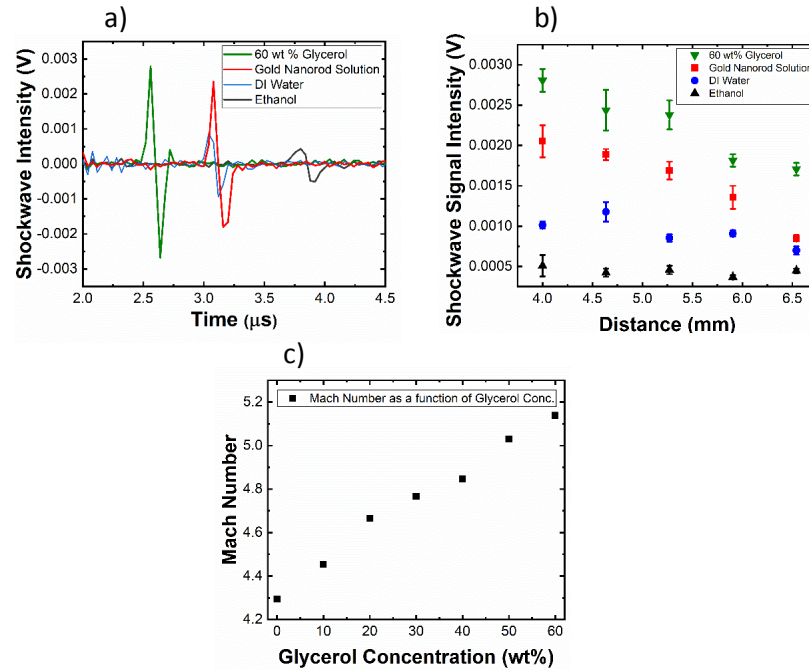 a)
Shockwave Intensity (V)
0.003
0.002
0.001
0.000
-0.001
-0.002
-0.003
60 wt % Glycerol
Gold Nanorod Solution
DI Water
Ethanol
2.0 2.5 3.0 3.5 4.0 4.5
Time (μs)
b)
Shockwave Signal Intensity (V)
0.0030
0.0025
0.0020
0.0015
0.0010
0.0005
60 wt% Glycerol
Gold Nanorod Solution
DI Water
Ethanol
4.0 4.5 5.0 5.5 6.0 6.5
Distance (mm)
c)
Mach Number
5.2
5.0
4.8
4.6
4.4
4.2
Mach Number as a function of Glycerol Conc.
0 10 20 30 40 50 60
Glycerol Concentration (wt%)